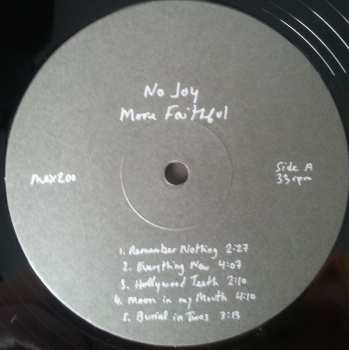 No Joy
More Faithful
mex200
Side A
33 rpm
1. Remember Nothing 2:27
2. Everything New 4:07
3. Hollywood Teeth 2:10
4. Moon in my Mouth 4:10
5. Burial in Twos 3:13